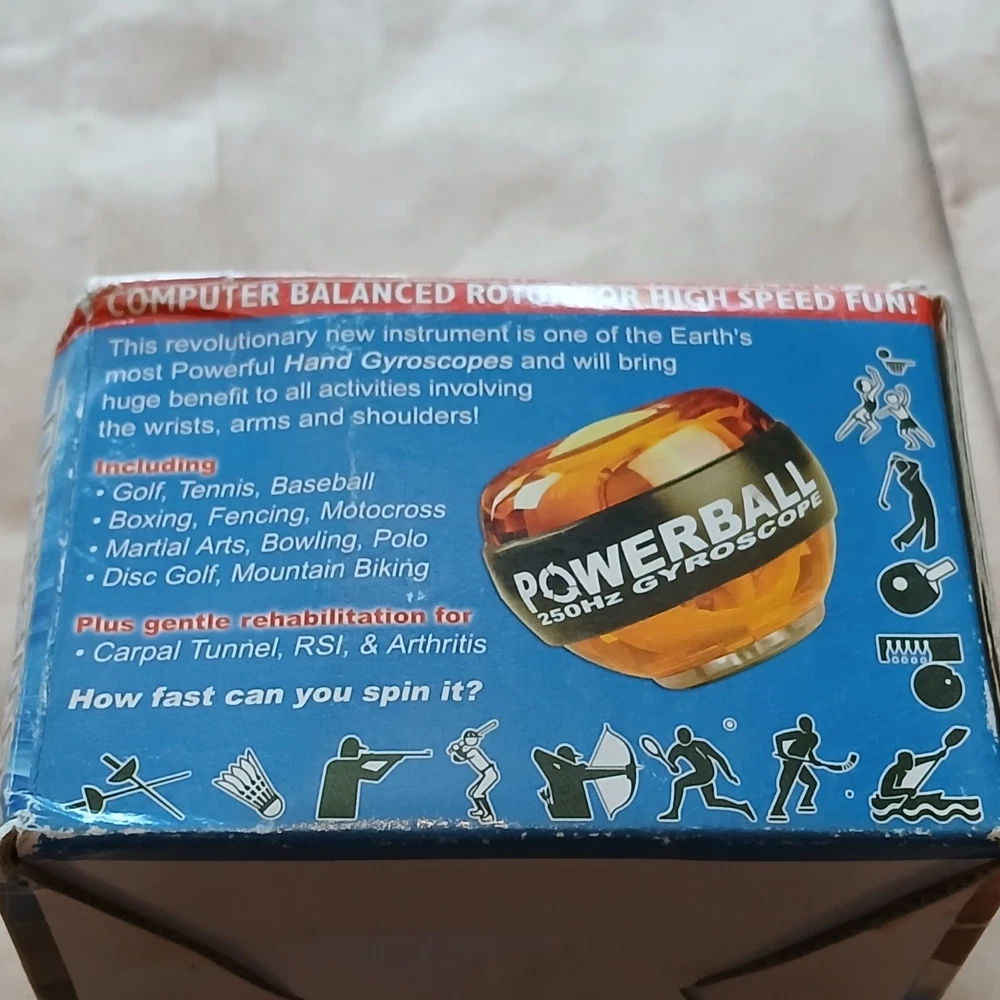 COMPUTER BALANCED ROTOR FOR HIGH SPEED FUN!
This revolutionary new instrument is one of the Earth's
most Powerful Hand Gyroscopes and will bring
huge benefit to all activities involving
the wrists, arms and shoulders!
Including
• Golf, Tennis, Baseball
• Boxing, Fencing, Motocross
• Martial Arts, Bowling, Polo
• Disc Golf, Mountain Biking
Plus gentle rehabilitation for
• Carpal Tunnel, RSI, & Arthritis
How fast can you spin it?
POWERBALL
250Hz GYROSCOPE